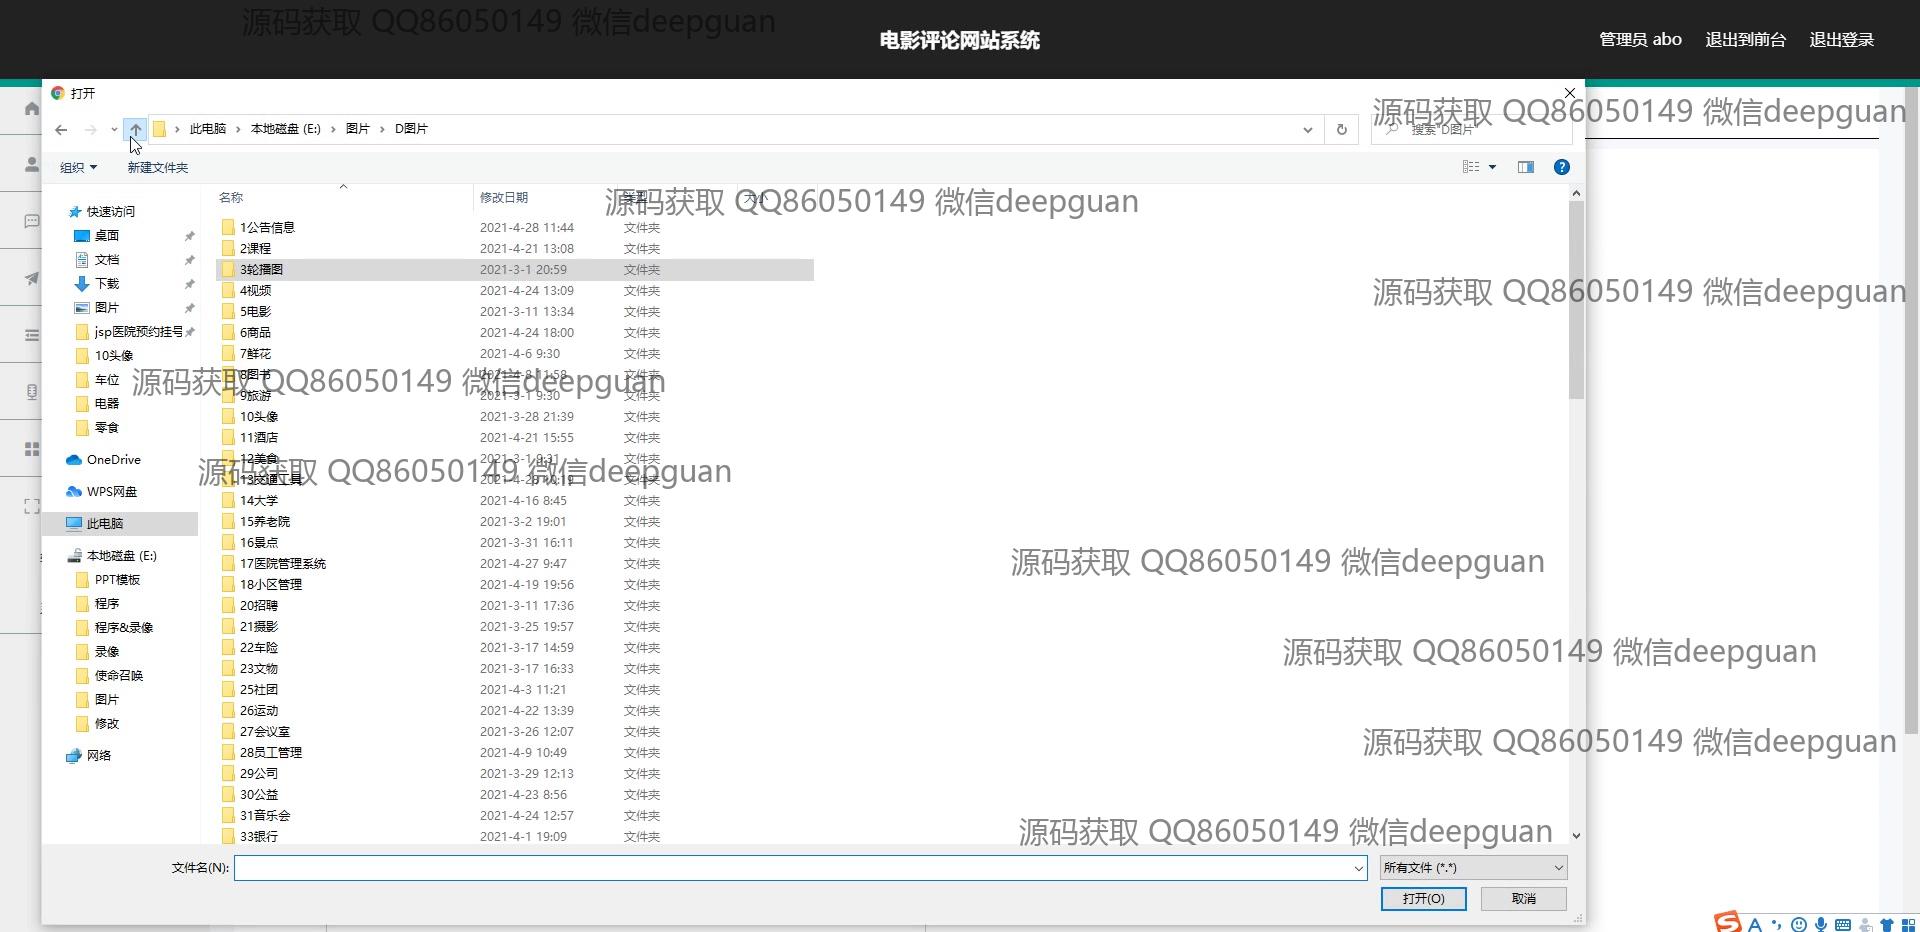 源码获取 QQ86050149 微信deepguan
电影评论网站系统
管理员 abo 退出到前台 退出登录
打开
源码获取 QQ86050149 微信deepguan
此电脑 › 本地磁盘 (E:) › 图片 › D图片
搜索"D图片"
组织 新建文件夹
名称 修改日期 类型 大小
源码获取 QQ86050149 微信deepguan
快速访问
桌面
文档
下载
图片
jsp医院预约挂号
10头像
车位
电器
零食
OneDrive
WPS网盘
此电脑
本地磁盘 (E:)
PPT模板
程序
程序&录像
录像
使命召唤
图片
修改
网络
1公告信息 2021-4-28 11:44 文件夹
2课程 2021-4-21 13:08 文件夹
3轮播图 2021-3-1 20:59 文件夹
4视频 2021-4-24 13:09 文件夹
源码获取 QQ86050149 微信deepguan
5电影 2021-3-11 13:34 文件夹
6商品 2021-4-24 18:00 文件夹
7鲜花 2021-4-6 9:30 文件夹
8图书 2021-4-8 11:58 文件夹
源码获取 QQ86050149 微信deepguan
9旅游 2021-3-1 9:30 文件夹
10头像 2021-3-28 21:39 文件夹
11酒店 2021-4-21 15:55 文件夹
12美食 2021-3-1 9:31 文件夹
源码获取 QQ86050149 微信deepguan
13交通工具 文件夹
14大学 2021-4-16 8:45 文件夹
15养老院 2021-3-2 19:01 文件夹
16景点 2021-3-31 16:11 文件夹
源码获取 QQ86050149 微信deepguan
17医院管理系统 2021-4-27 9:47 文件夹
18小区管理 2021-4-19 19:56 文件夹
20招聘 2021-3-11 17:36 文件夹
21摄影 2021-3-25 19:57 文件夹
22车险 2021-3-17 14:59 文件夹
源码获取 QQ86050149 微信deepguan
23文物 2021-3-17 16:33 文件夹
25社团 2021-4-3 11:21 文件夹
26运动 2021-4-22 13:39 文件夹
27会议室 2021-3-26 12:07 文件夹
源码获取 QQ86050149 微信deepguan
28员工管理 2021-4-9 10:49 文件夹
29公司 2021-3-29 12:13 文件夹
30公益 2021-4-23 8:56 文件夹
31音乐会 2021-4-24 12:57 文件夹
33银行 2021-4-1 19:09 文件夹
源码获取 QQ86050149 微信deepguan
文件名(N): 所有文件 (*.*)
打开(O) 取消